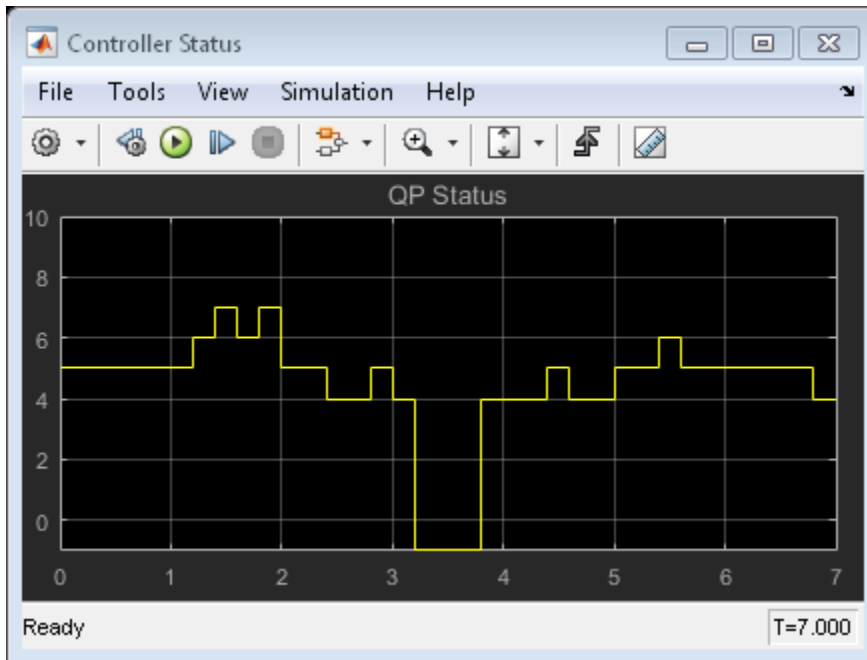 Controller Status
File Tools View Simulation Help
QP Status
10
8
6
4
2
0
0 1 2 3 4 5 6 7
Ready T=7.000